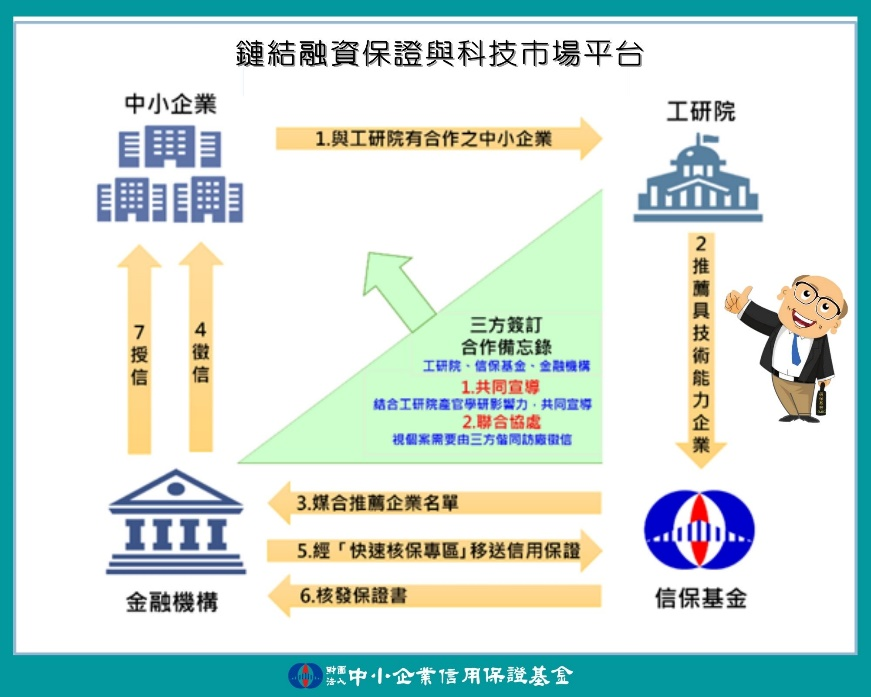 鏈結融資保證與科技市場平台
中小企業
工研院
1.與工研院有合作之中小企業
2推薦具技術能力企業
三方簽訂
合作備忘錄
工研院、信保基金、金融機構
1.共同宣導
結合工研院產官學研影響力，共同宣導
2.聯合協處
視個案需要由三方偕同訪廠徵信
7授信
4徵信
3.媒合推薦企業名單
5.經「快速核保專區」移送信用保證
6.核發保證書
金融機構
信保基金
財團法人中小企業信用保證基金